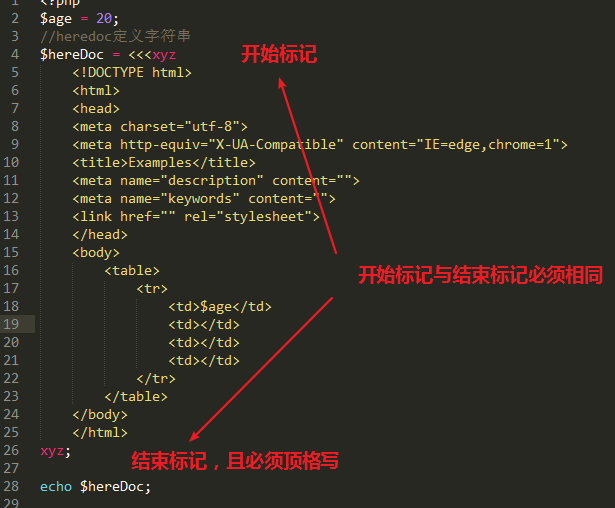 1 <?php
2 $age = 20;
3 //heredoc定义字符串
4 $hereDoc = <<<xyz
开始标记
5 <!DOCTYPE html>
6 <html>
7 <head>
8 <meta charset="utf-8">
9 <meta http-equiv="X-UA-Compatible" content="IE=edge,chrome=1">
10 <title>Examples</title>
11 <meta name="description" content="">
12 <meta name="keywords" content="">
13 <link href="" rel="stylesheet">
14 </head>
15 <body>
16 <table>
开始标记与结束标记必须相同
17 <tr>
18 <td>$age</td>
19 <td></td>
20 <td></td>
21 <td></td>
22 </tr>
23 </table>
24 </body>
25 </html>
26 xyz;
结束标记，且必须顶格写
27
28 echo $hereDoc;
29